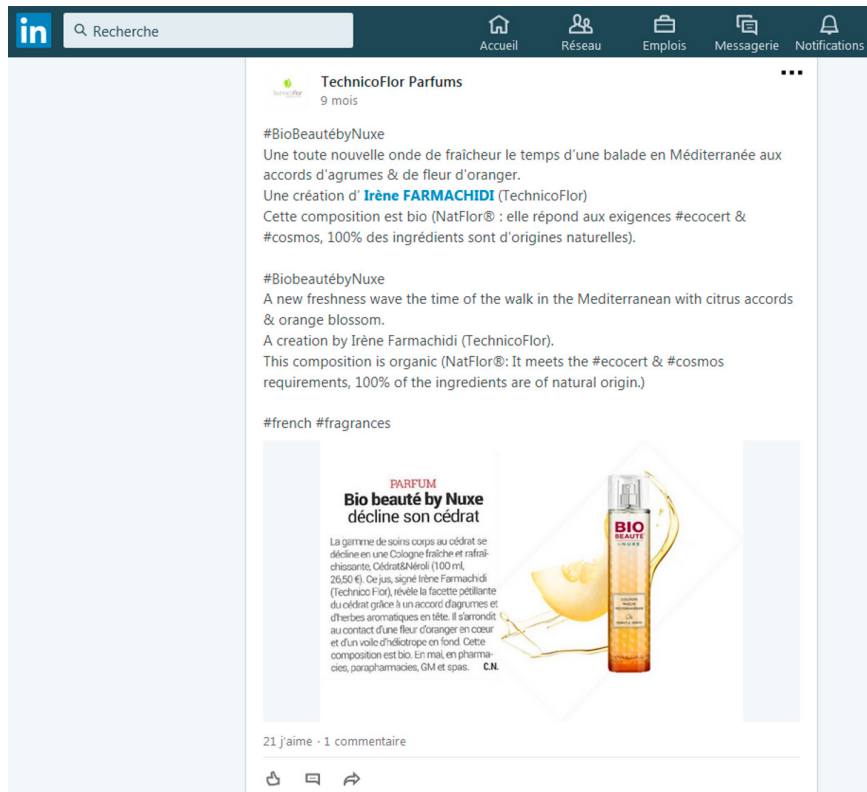 in
Recherche
Accueil
Réseau
Emplois
Messagerie
Notifications
TechnicoFlor
TechnicoFlor Parfums
9 mois
#BioBeautébyNuxe
Une toute nouvelle onde de fraîcheur le temps d'une balade en Méditerranée aux
accords d'agrumes & de fleur d'oranger.
Une création d' Irène FARMACHIDI (TechnicoFlor)
Cette composition est bio (NatFlor® : elle répond aux exigences #ecocert &
#cosmos, 100% des ingrédients sont d'origines naturelles).
#BiobeautébyNuxe
A new freshness wave the time of the walk in the Mediterranean with citrus accords
& orange blossom.
A creation by Irène Farmachidi (TechnicoFlor).
This composition is organic (NatFlor®: It meets the #ecocert & #cosmos
requirements, 100% of the ingredients are of natural origin.)
#french #fragrances
PARFUM
Bio beauté by Nuxe
décline son cédrat
La gamme de soins corps au cédrat se
décline en une Cologne fraîche et rafraî-
chissante, Cédrat&Néroli (100 ml,
26,50 €). Ce jus, signé Irène Farmachidi
(Technico Flor), révèle la facette pétillante
du cédrat grâce à un accord d'agrumes et
d'herbes aromatiques en tête. Il s'arrondit
au contact d'une fleur d'oranger en cœur
et d'un voile d'héliotrope en fond. Cette
composition est bio. En mai, en pharma-
cies, parapharmacies, GM et spas. C.N.
BIO
BEAUTÉ
by NUXE
21 j'aime · 1 commentaire